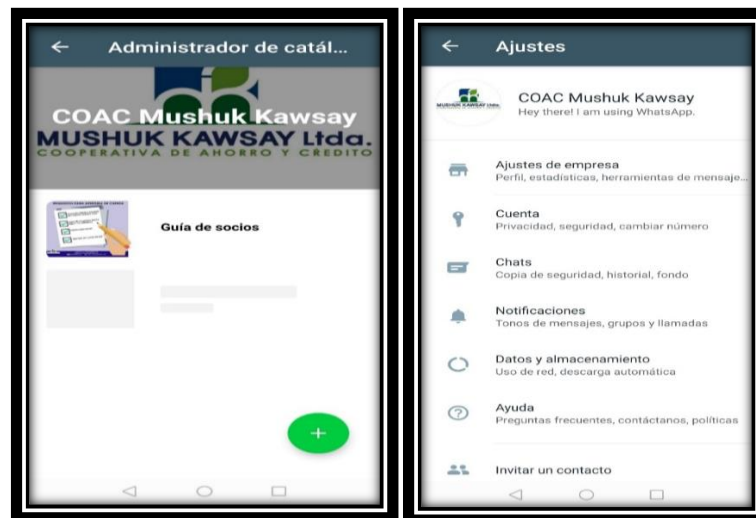 Administrador de catál...
COAC Mushuk Kawsay
MUSHUK KAWSAY Ltda.
COOPERATIVA DE AHORRO Y CREDITO
Guía de socios
Ajustes
COAC Mushuk Kawsay
Hey there! I am using WhatsApp.
Ajustes de empresa
Perfil, estadísticas, herramientas de mensaje...
Cuenta
Privacidad, seguridad, cambiar número
Chats
Copia de seguridad, historial, fondo
Notificaciones
Tonos de mensajes, grupos y llamadas
Datos y almacenamiento
Uso de red, descarga automática
Ayuda
Preguntas frecuentes, contáctanos, políticas
Invitar un contacto